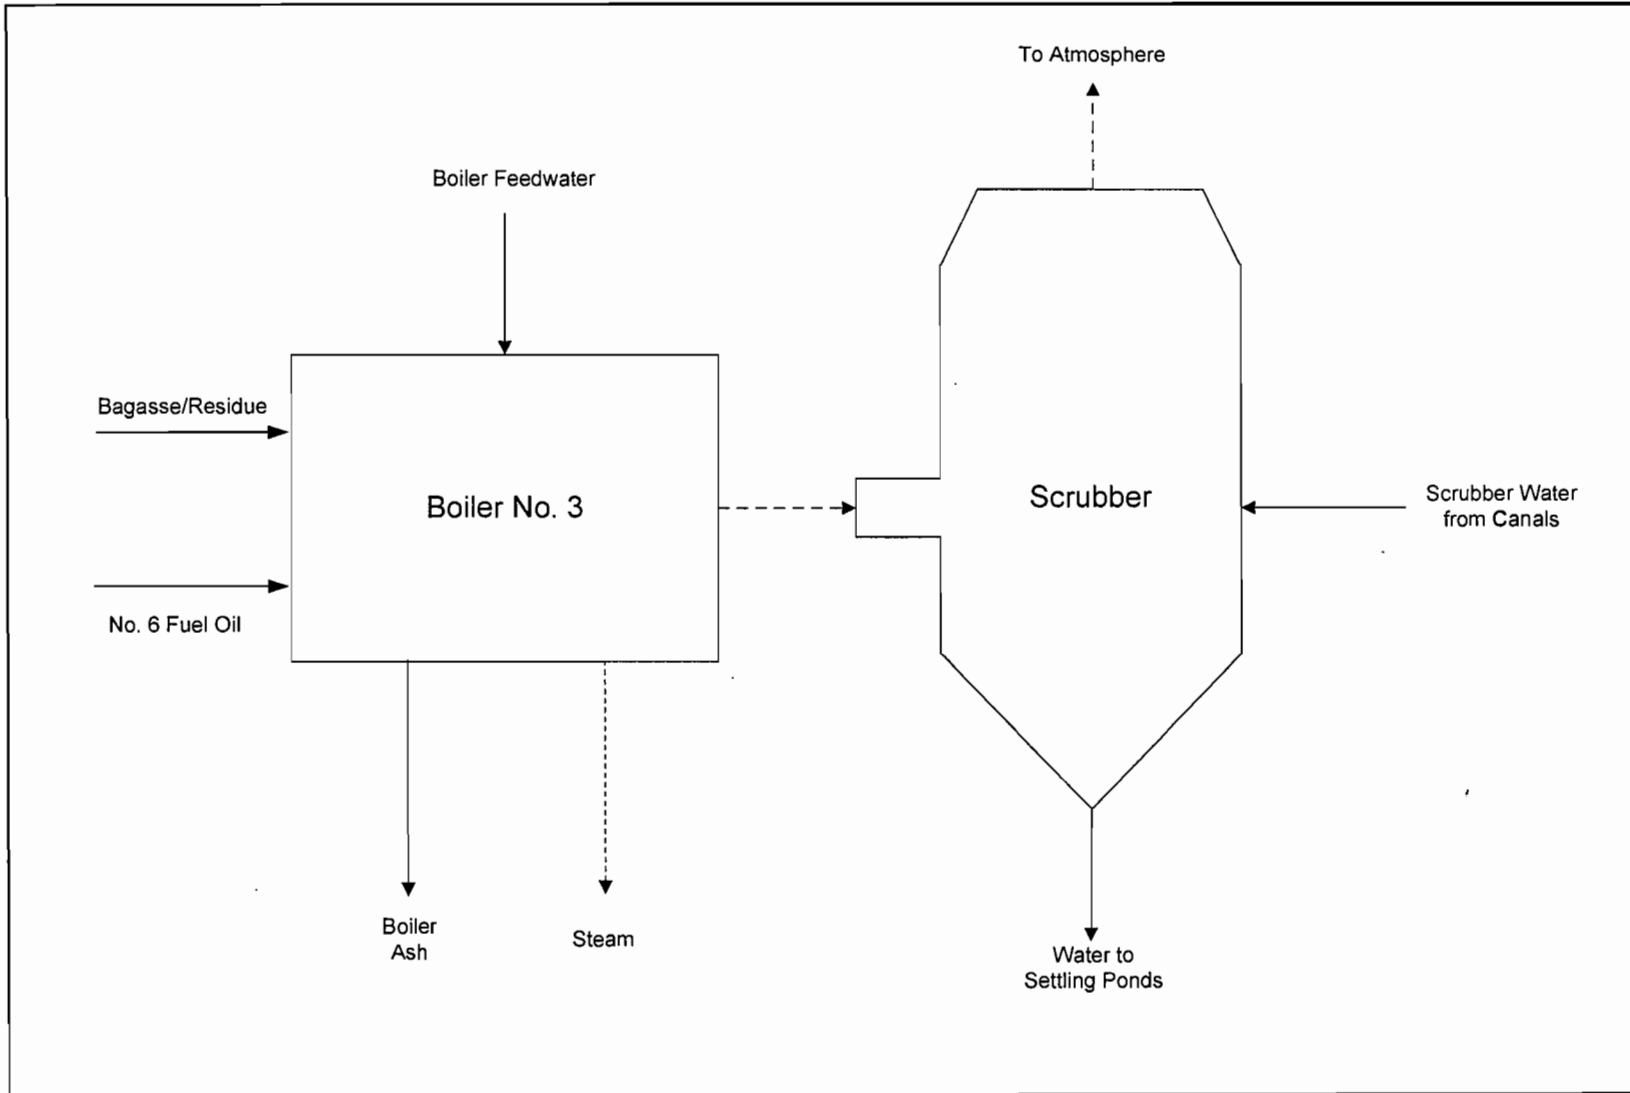 To Atmosphere
Boiler Feedwater
Bagasse/Residue
Boiler No. 3
Scrubber
Scrubber Water
from Canals
No. 6 Fuel Oil
Boiler
Ash
Steam
Water to
Settling Ponds